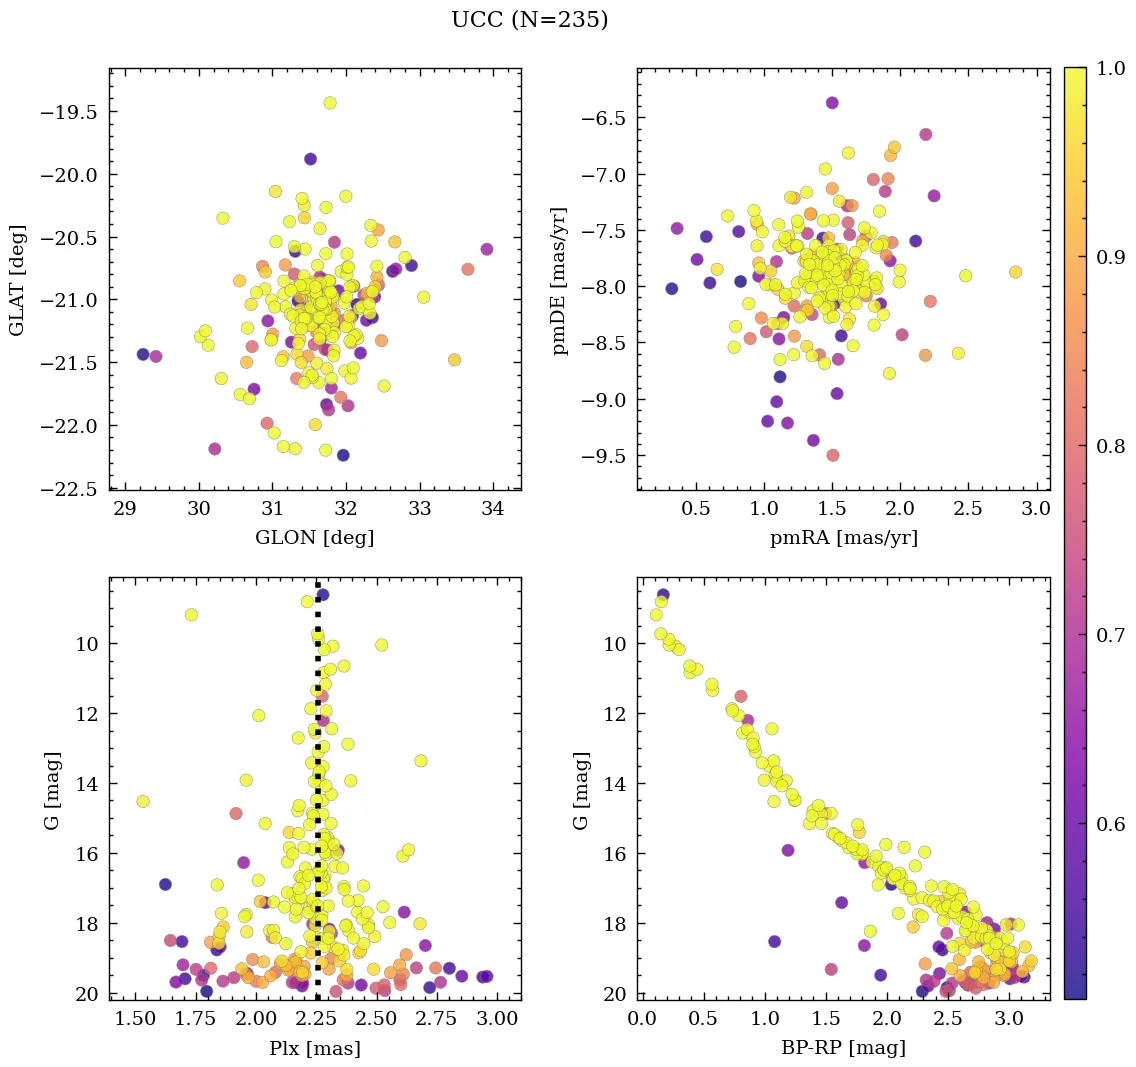 UCC (N=235)
−19.5
−20.0
−20.5
−21.0
−21.5
−22.0
−22.5
GLAT [deg]
29 30 31 32 33 34
GLON [deg]
−6.5
−7.0
−7.5
−8.0
−8.5
−9.0
−9.5
pmDE [mas/yr]
0.5 1.0 1.5 2.0 2.5 3.0
pmRA [mas/yr]
1.0
0.9
0.8
0.7
0.6
10
12
14
16
18
20
G [mag]
1.50 1.75 2.00 2.25 2.50 2.75 3.00
Plx [mas]
10
12
14
16
18
20
G [mag]
0.0 0.5 1.0 1.5 2.0 2.5 3.0
BP-RP [mag]